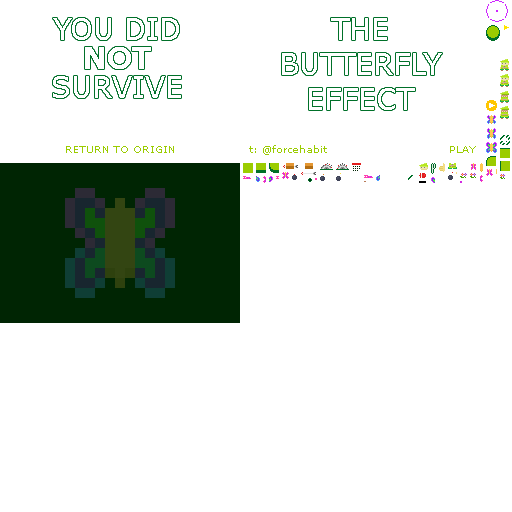 YOU DID
NOT
SURVIVE
RETURN TO ORIGIN
THE
BUTTERFLY
EFFECT
t: @forcehabit
PLAY